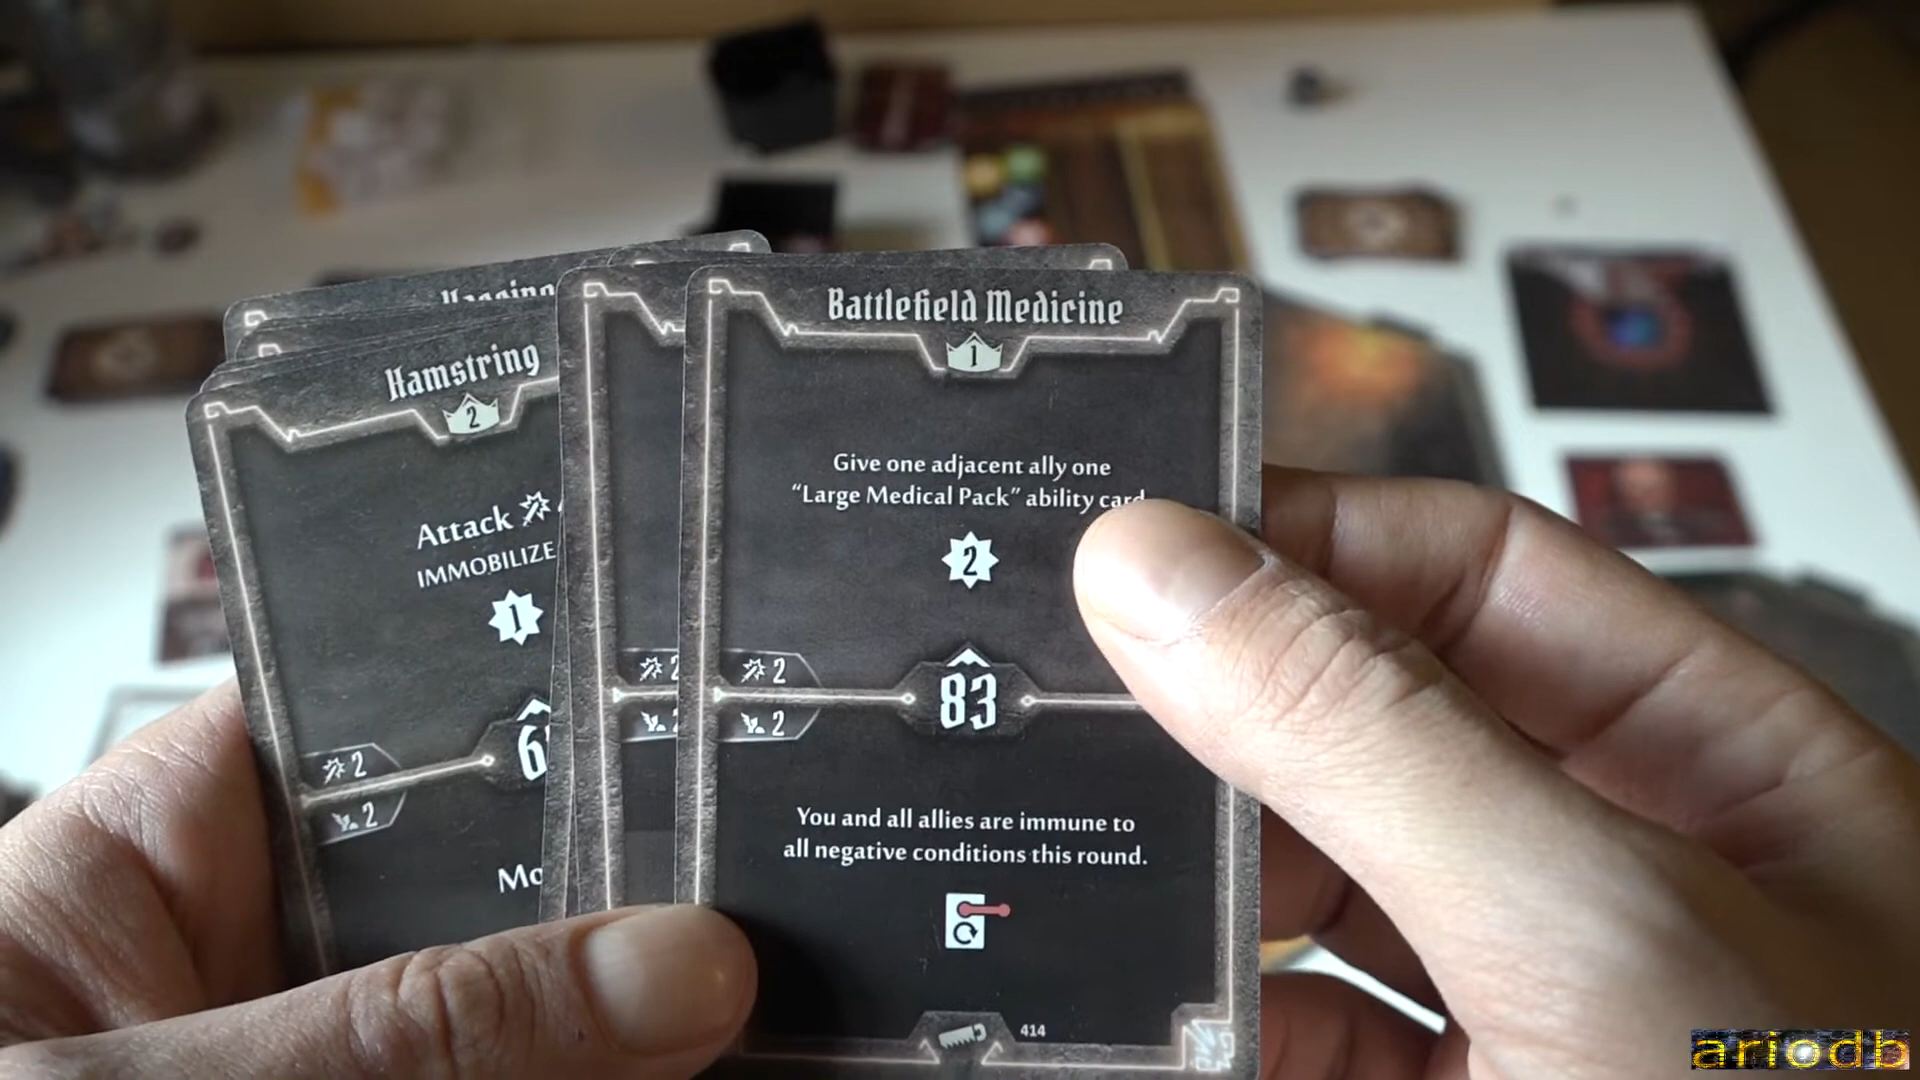 Hamstring
2
Attack
IMMOBILIZE
1
2
2
Mo
2
Battlefield Medicine
1
Give one adjacent ally one
“Large Medical Pack” ability card
2
2
83
2
You and all allies are immune to
all negative conditions this round.
414
ariodb